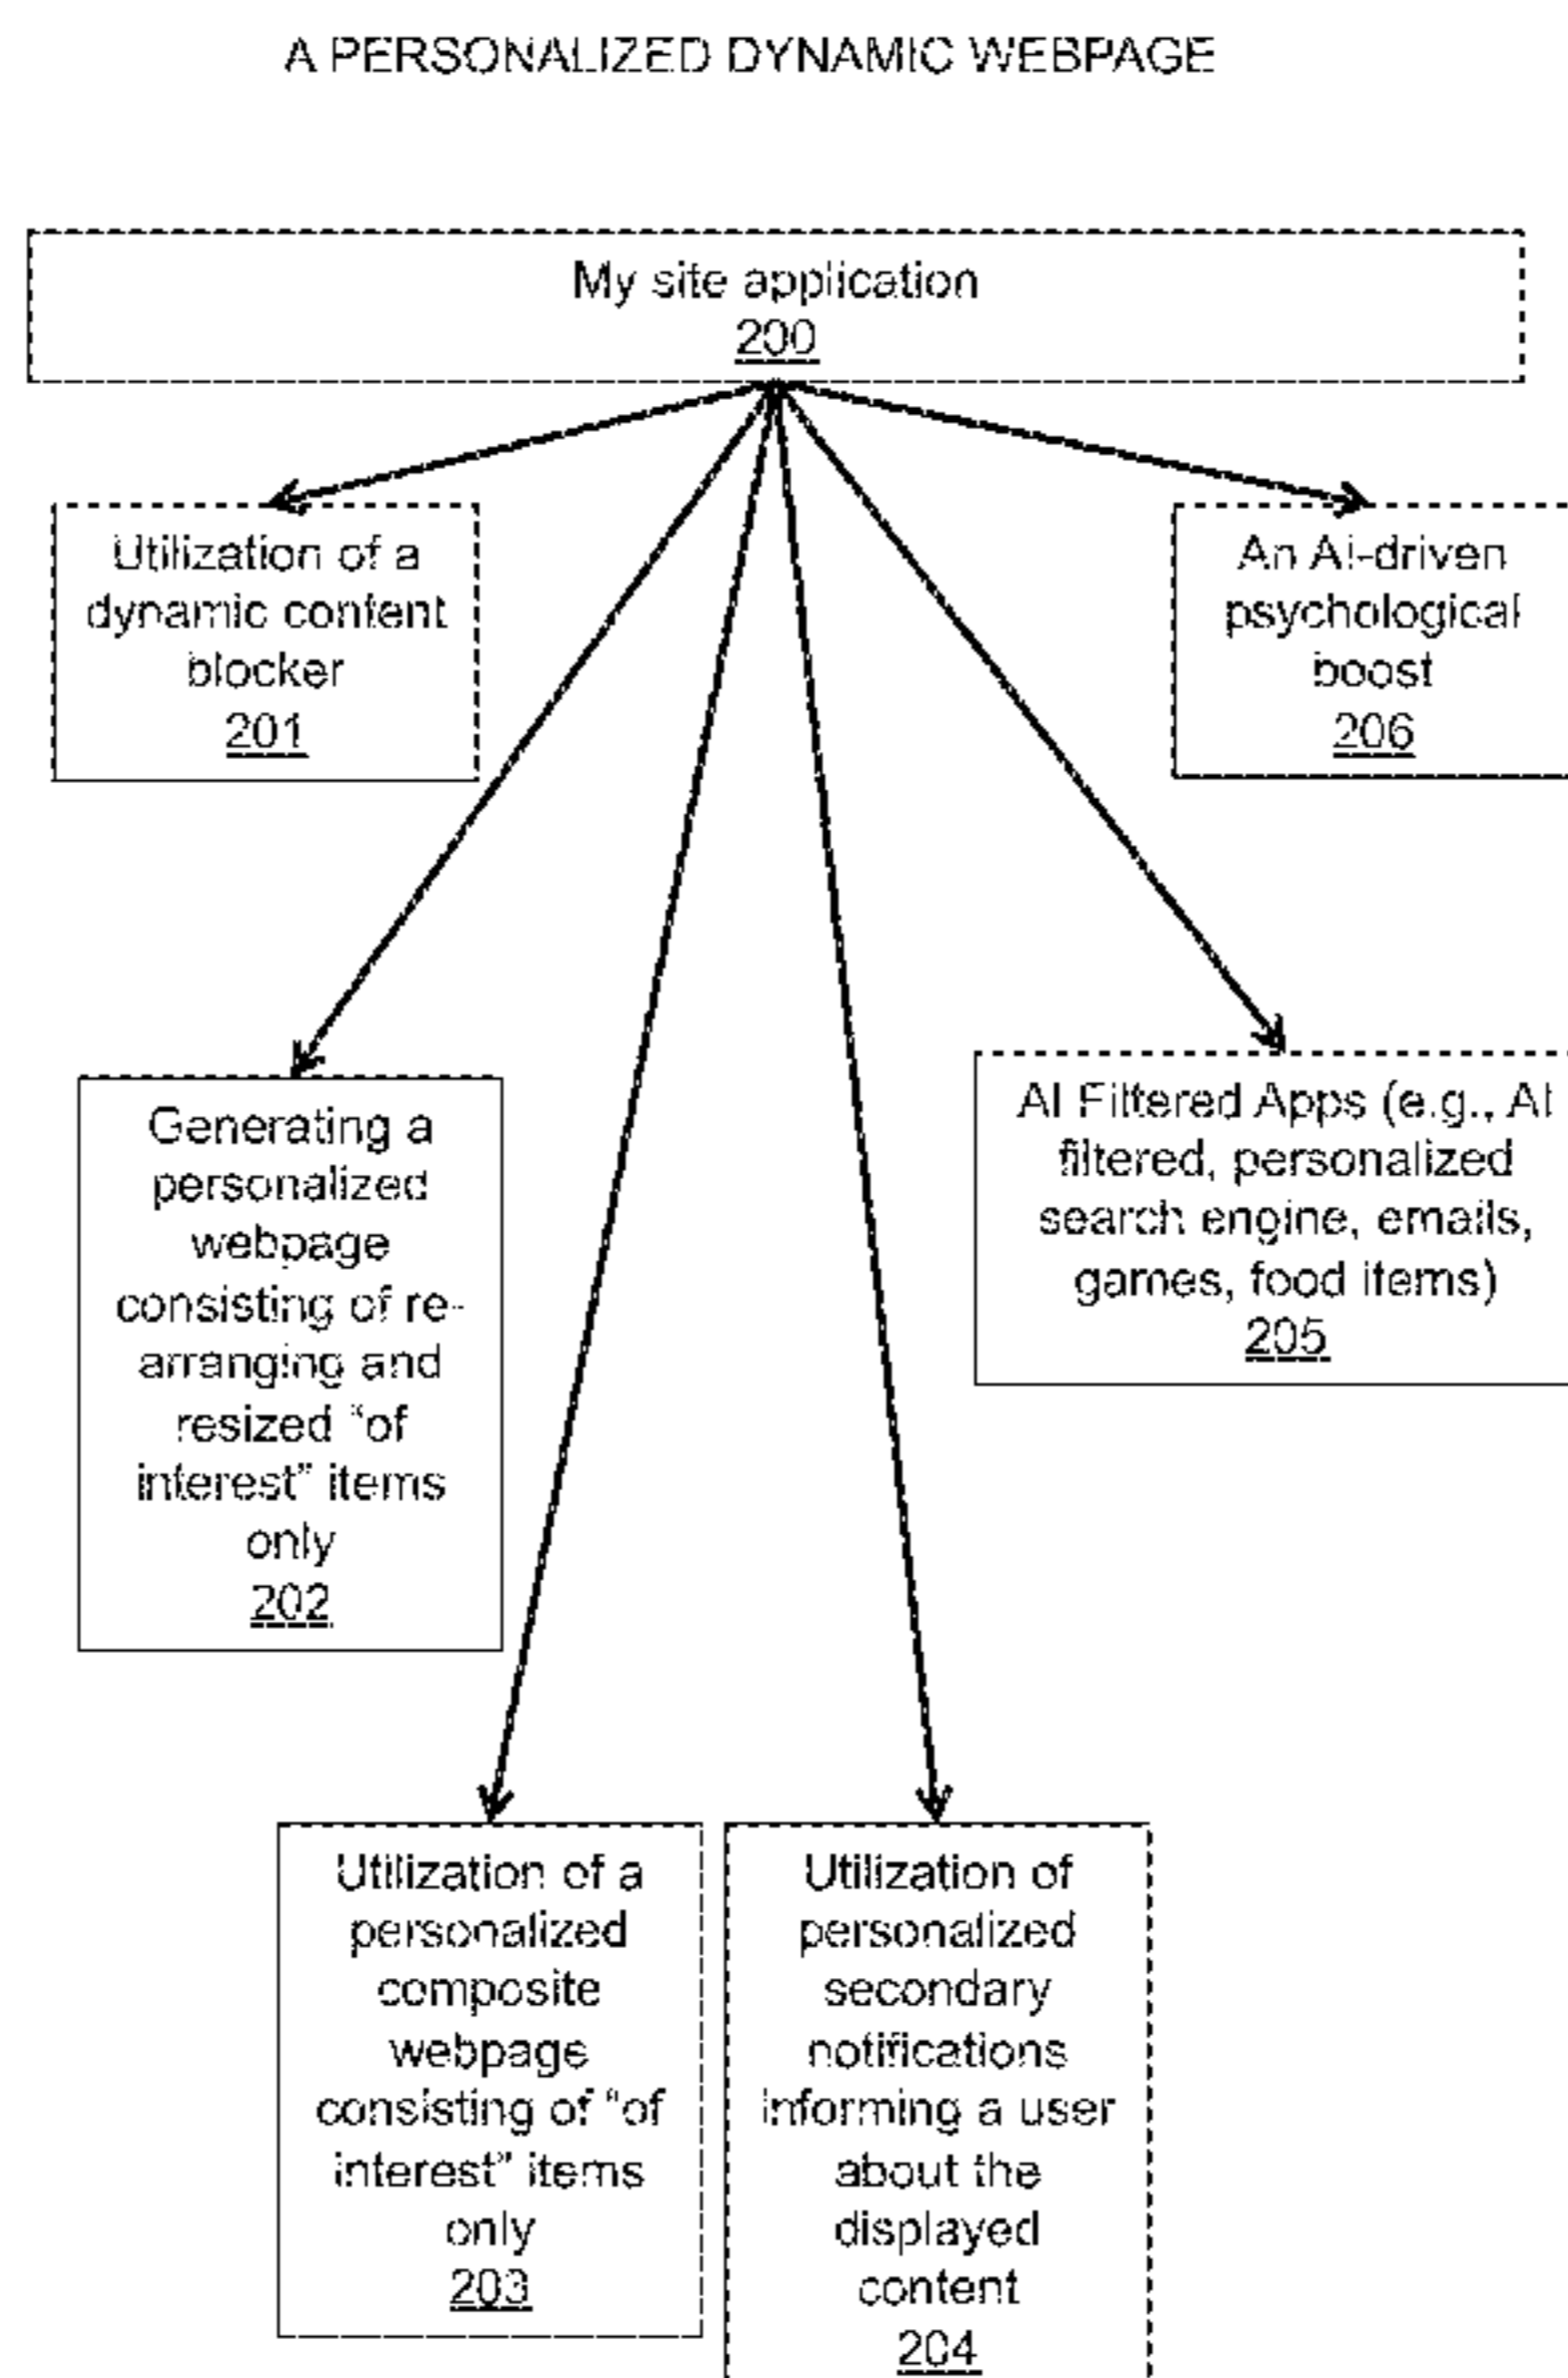 A PERSONALIZED DYNAMIC WEBPAGE
My site application
200
Utilization of a
dynamic content
blocker
201
An AI-driven
psychological
boost
206
Generating a
personalized
webpage
consisting of re-
arranging and
resized “of
interest” items
only
202
AI Filtered Apps (e.g., AI
filtered, personalized
search engine, emails,
games, food items)
205
Utilization of a
personalized
composite
webpage
consisting of “of
interest” items
only
203
Utilization of
personalized
secondary
notifications
informing a user
about the
displayed
content
204